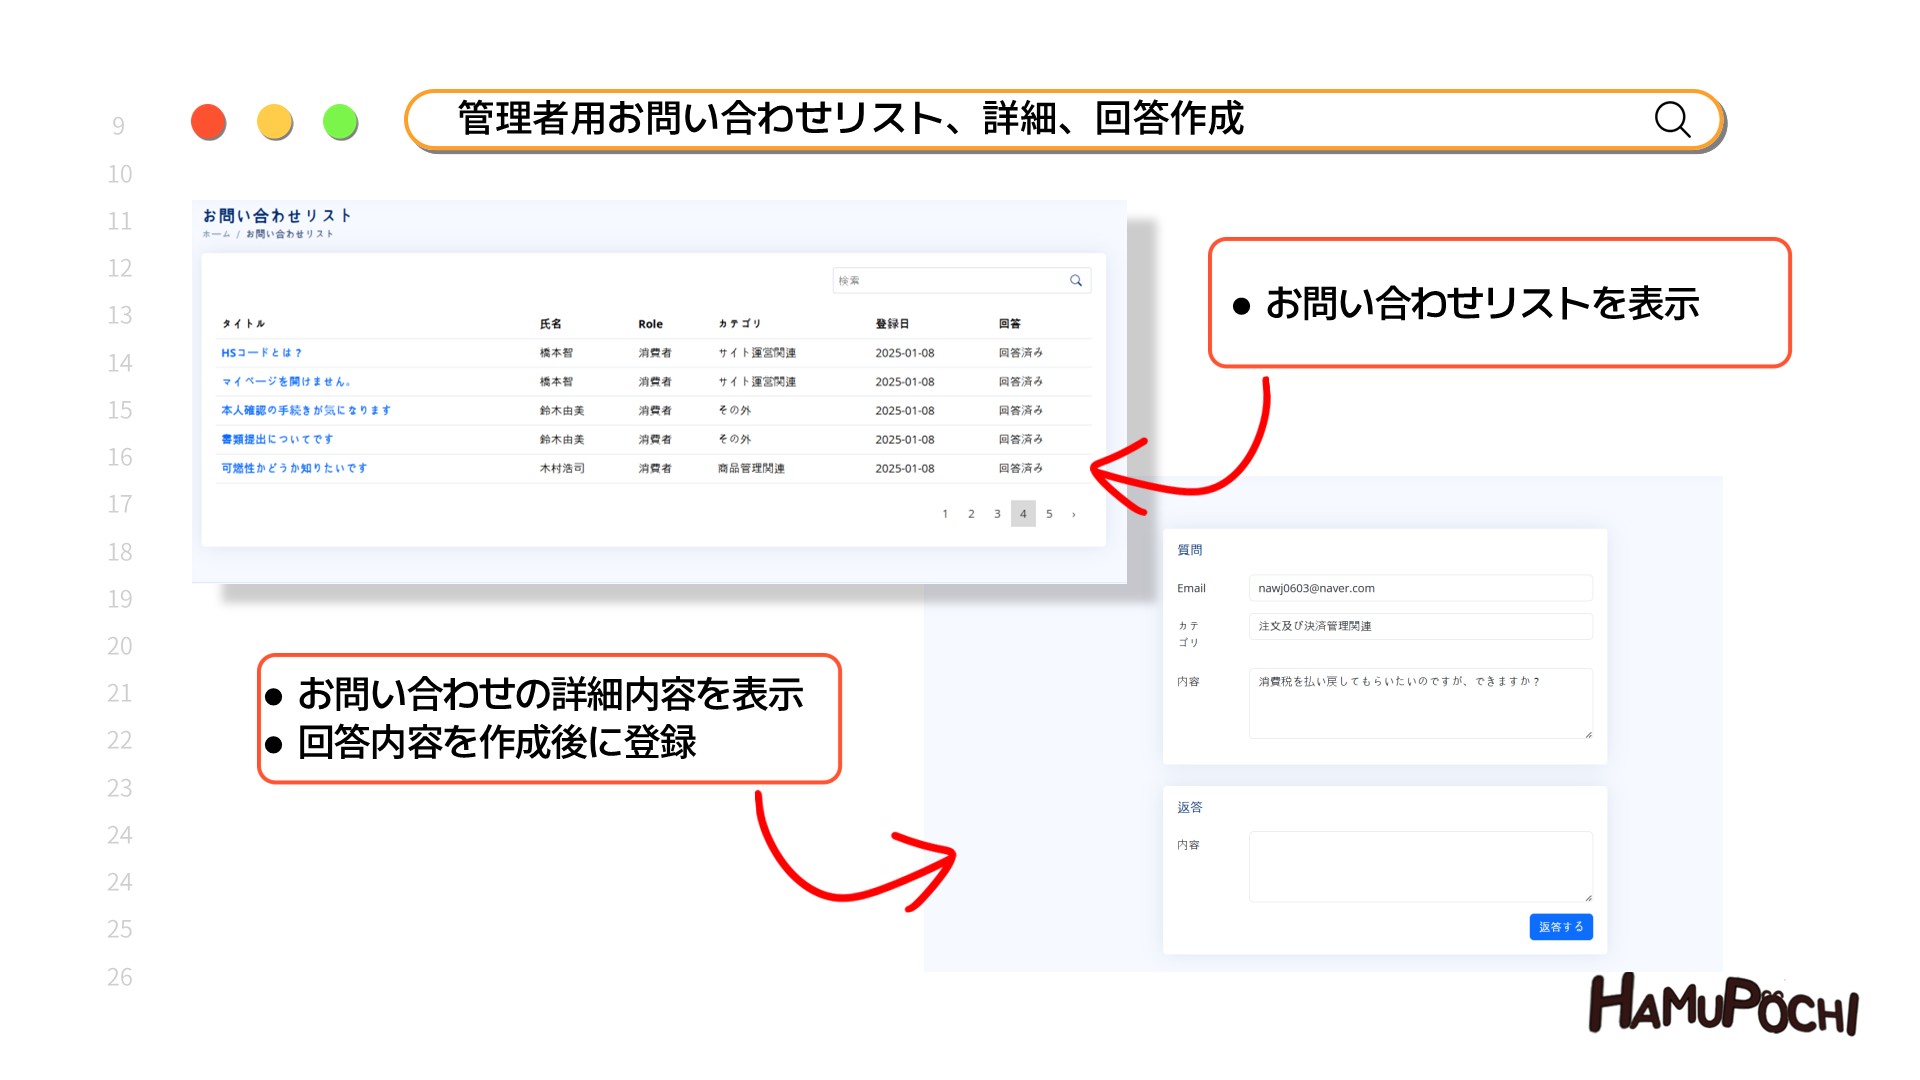 管理者用お問い合わせリスト、詳細、回答作成
9
10
11
12
13
14
15
16
17
18
19
20
21
22
23
24
24
25
26
お問い合わせリスト
ホーム / お問い合わせリスト
検索
タイトル 氏名 Role カテゴリ 登録日 回答
HSコードとは？ 橋本智 消費者 サイト運営関連 2025-01-08 回答済み
マイページを開けません。 橋本智 消費者 サイト運営関連 2025-01-08 回答済み
本人確認の手続きが気になります 鈴木由美 消費者 その外 2025-01-08 回答済み
書類提出についてです 鈴木由美 消費者 その外 2025-01-08 回答済み
可燃性かどうか知りたいです 木村浩司 消費者 商品管理関連 2025-01-08 回答済み
1 2 3 4 5 ›
● お問い合わせリストを表示
● お問い合わせの詳細内容を表示
● 回答内容を作成後に登録
質問
Email nawj0603@naver.com
カテ
ゴリ
注文及び決済管理関連
内容 消費税を払い戻してもらいたいのですが、できますか？
返答
内容
返答する
HAMUPOCHI